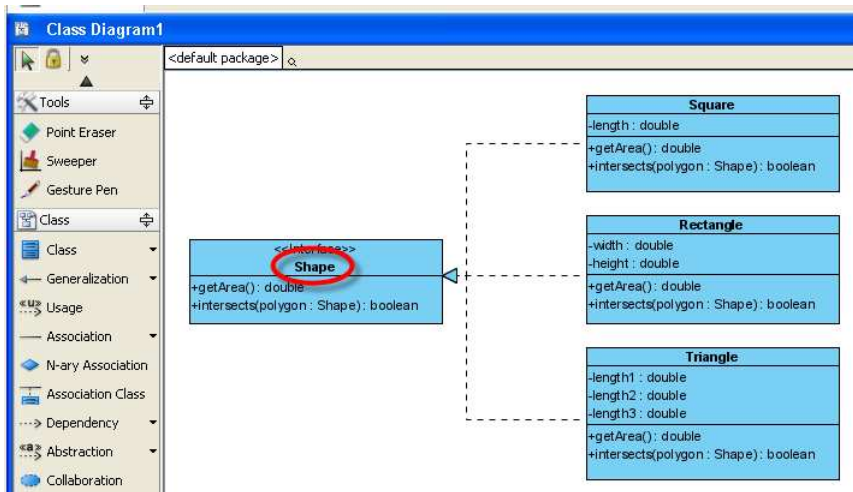 Class Diagram1
<default package>
Tools
Point Eraser
Sweeper
Gesture Pen
Class
Class
Generalization
Usage
Association
N-ary Association
Association Class
Dependency
Abstraction
Collaboration
<<interface>>
Shape
+getArea() : double
+intersects(polygon : Shape) : boolean
Square
-length : double
+getArea() : double
+intersects(polygon : Shape) : boolean
Rectangle
-width : double
-height : double
+getArea() : double
+intersects(polygon : Shape) : boolean
Triangle
-length1 : double
-length2 : double
-length3 : double
+getArea() : double
+intersects(polygon : Shape) : boolean